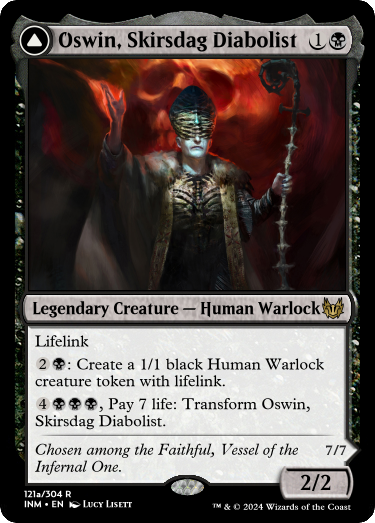 Oswin, Skirsdag Diabolist 1
Legendary Creature — Human Warlock
Lifelink
2: Create a 1/1 black Human Warlock
creature token with lifelink.
4, Pay 7 life: Transform Oswin,
Skirsdag Diabolist.
Chosen among the Faithful, Vessel of the
Infernal One.
7/7
2/2
121a/304 R
INM • EN Lucy Lisett
™ & © 2024 Wizards of the Coast